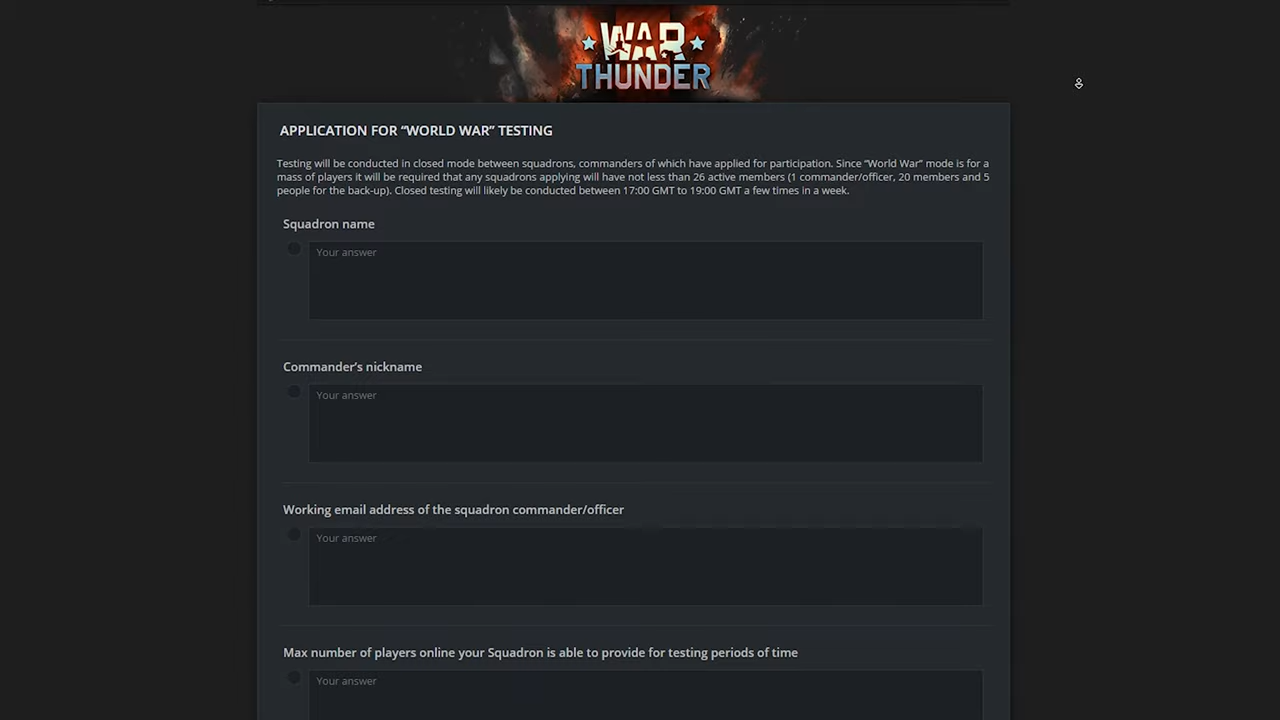 WAR
THUNDER
APPLICATION FOR “WORLD WAR” TESTING
Testing will be conducted in closed mode between squadrons, commanders of which have applied for participation. Since “World War” mode is for a
mass of players it will be required that any squadrons applying will have not less than 26 active members (1 commander/officer, 20 members and 5
people for the back-up). Closed testing will likely be conducted between 17:00 GMT to 19:00 GMT a few times in a week.
Squadron name
Your answer
Commander’s nickname
Your answer
Working email address of the squadron commander/officer
Your answer
Max number of players online your Squadron is able to provide for testing periods of time
Your answer